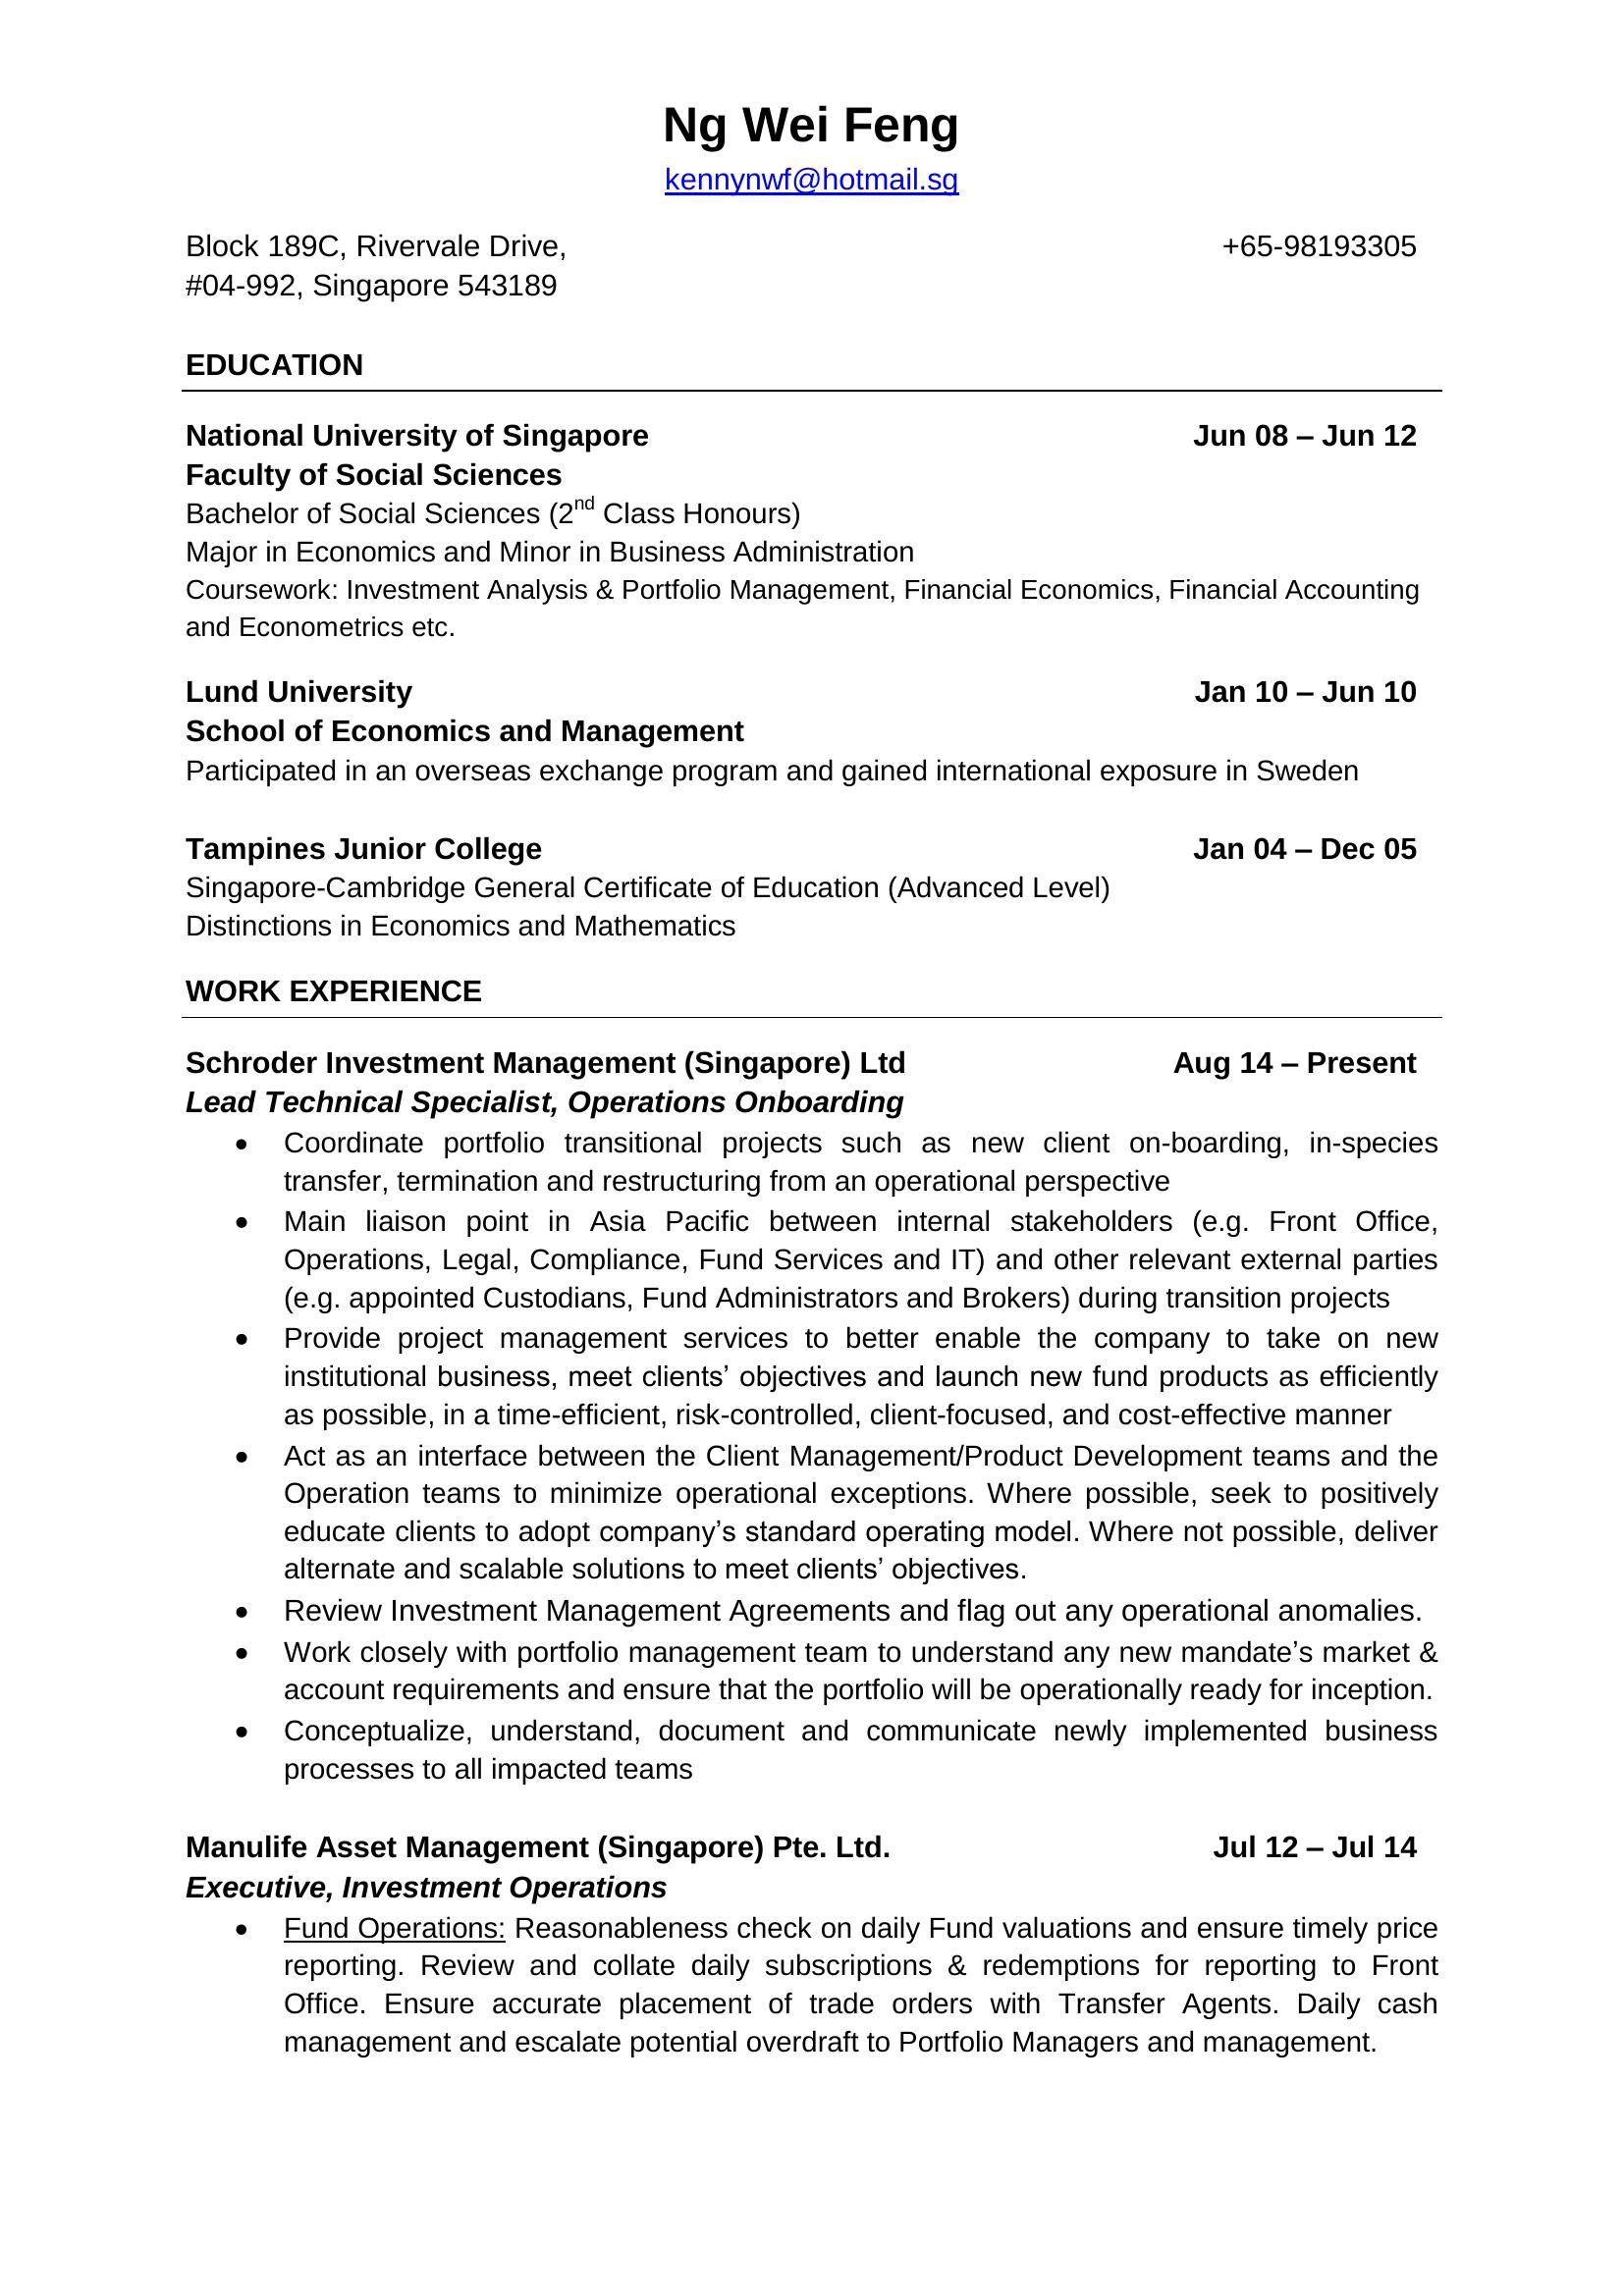 Ng Wei Feng
kennynwf@hotmail.sg
Block 189C, Rivervale Drive, +65-98193305
#04-992, Singapore 543189
EDUCATION
National University of Singapore Jun 08 – Jun 12
Faculty of Social Sciences
Bachelor of Social Sciences (2nd Class Honours)
Major in Economics and Minor in Business Administration
Coursework: Investment Analysis & Portfolio Management, Financial Economics, Financial Accounting
and Econometrics etc.
Lund University Jan 10 – Jun 10
School of Economics and Management
Participated in an overseas exchange program and gained international exposure in Sweden
Tampines Junior College Jan 04 – Dec 05
Singapore-Cambridge General Certificate of Education (Advanced Level)
Distinctions in Economics and Mathematics
WORK EXPERIENCE
Schroder Investment Management (Singapore) Ltd Aug 14 – Present
Lead Technical Specialist, Operations Onboarding
• Coordinate portfolio transitional projects such as new client on-boarding, in-species
transfer, termination and restructuring from an operational perspective
• Main liaison point in Asia Pacific between internal stakeholders (e.g. Front Office,
Operations, Legal, Compliance, Fund Services and IT) and other relevant external parties
(e.g. appointed Custodians, Fund Administrators and Brokers) during transition projects
• Provide project management services to better enable the company to take on new
institutional business, meet clients’ objectives and launch new fund products as efficiently
as possible, in a time-efficient, risk-controlled, client-focused, and cost-effective manner
• Act as an interface between the Client Management/Product Development teams and the
Operation teams to minimize operational exceptions. Where possible, seek to positively
educate clients to adopt company’s standard operating model. Where not possible, deliver
alternate and scalable solutions to meet clients’ objectives.
• Review Investment Management Agreements and flag out any operational anomalies.
• Work closely with portfolio management team to understand any new mandate’s market &
account requirements and ensure that the portfolio will be operationally ready for inception.
• Conceptualize, understand, document and communicate newly implemented business
processes to all impacted teams
Manulife Asset Management (Singapore) Pte. Ltd. Jul 12 – Jul 14
Executive, Investment Operations
• Fund Operations: Reasonableness check on daily Fund valuations and ensure timely price
reporting. Review and collate daily subscriptions & redemptions for reporting to Front
Office. Ensure accurate placement of trade orders with Transfer Agents. Daily cash
management and escalate potential overdraft to Portfolio Managers and management.